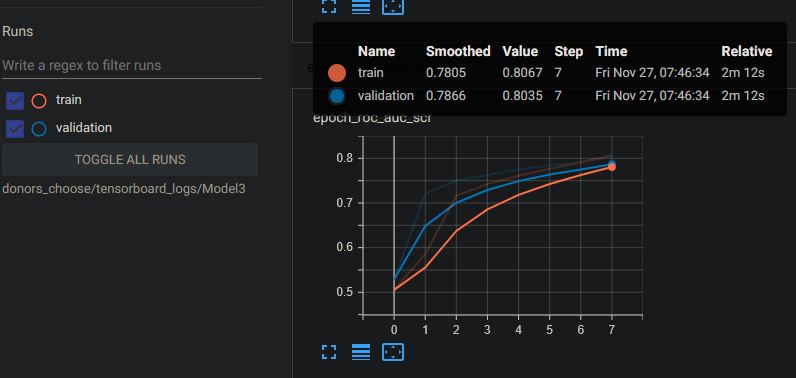 Runs
Write a regex to filter runs
train
validation
TOGGLE ALL RUNS
donors_choose/tensorboard_logs/Model3
Name Smoothed Value Step Time Relative
train 0.7805 0.8067 7 Fri Nov 27, 07:46:34 2m 12s
validation 0.7866 0.8035 7 Fri Nov 27, 07:46:34 2m 12s
epoch_roc_auc_scr
0.8
0.7
0.6
0.5
0 1 2 3 4 5 6 7